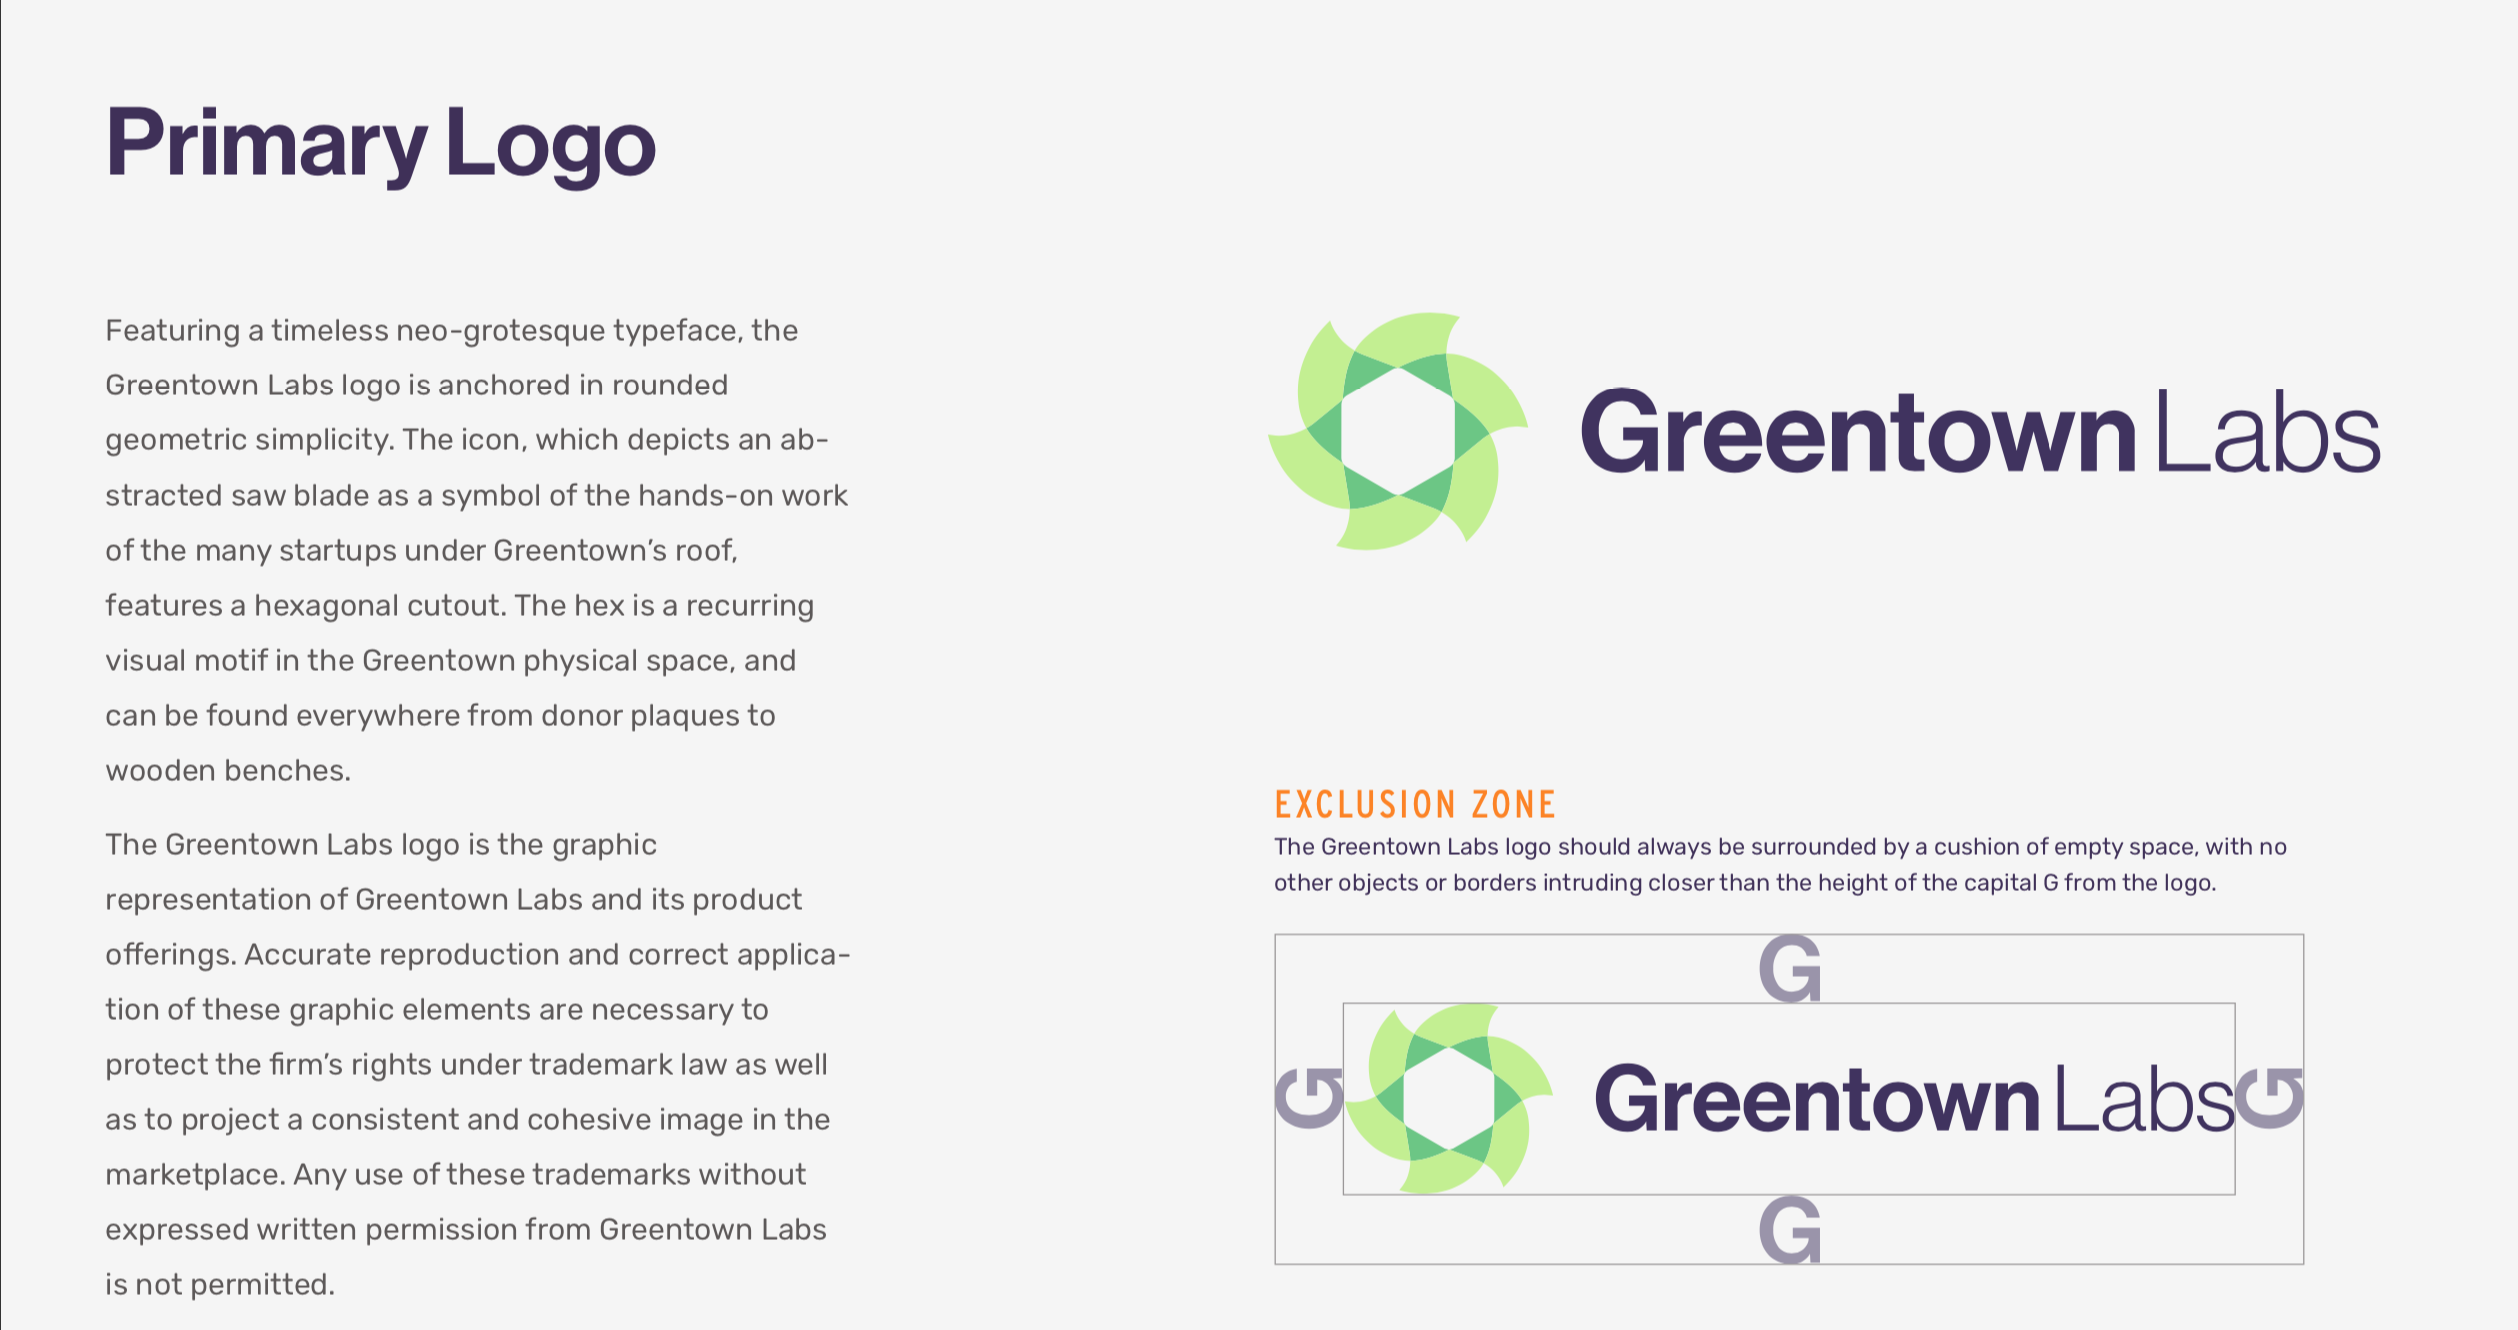 Primary Logo
Featuring a timeless neo-grotesque typeface, the
Greentown Labs logo is anchored in rounded
geometric simplicity. The icon, which depicts an ab-
stracted saw blade as a symbol of the hands-on work
of the many startups under Greentown’s roof,
features a hexagonal cutout. The hex is a recurring
visual motif in the Greentown physical space, and
can be found everywhere from donor plaques to
wooden benches.
The Greentown Labs logo is the graphic
representation of Greentown Labs and its product
offerings. Accurate reproduction and correct applica-
tion of these graphic elements are necessary to
protect the firm’s rights under trademark law as well
as to project a consistent and cohesive image in the
marketplace. Any use of these trademarks without
expressed written permission from Greentown Labs
is not permitted.
Greentown Labs
EXCLUSION ZONE
The Greentown Labs logo should always be surrounded by a cushion of empty space, with no
other objects or borders intruding closer than the height of the capital G from the logo.
G
G Greentown Labs G
G